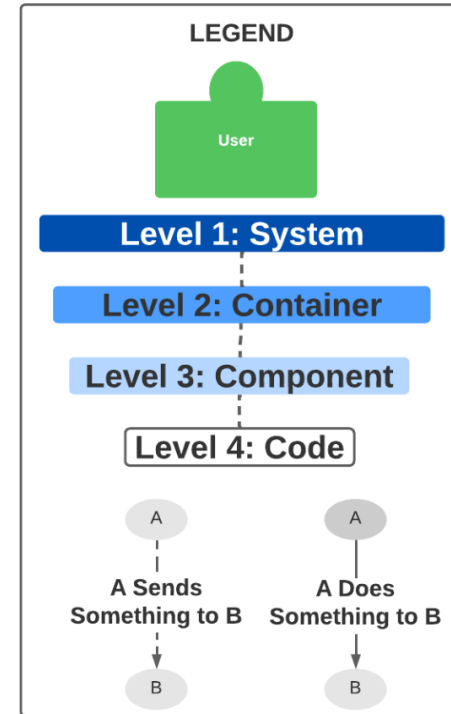 LEGEND
User
Level 1: System
Level 2: Container
Level 3: Component
Level 4: Code
A
A Sends
Something to B
B
A
A Does
Something to B
B